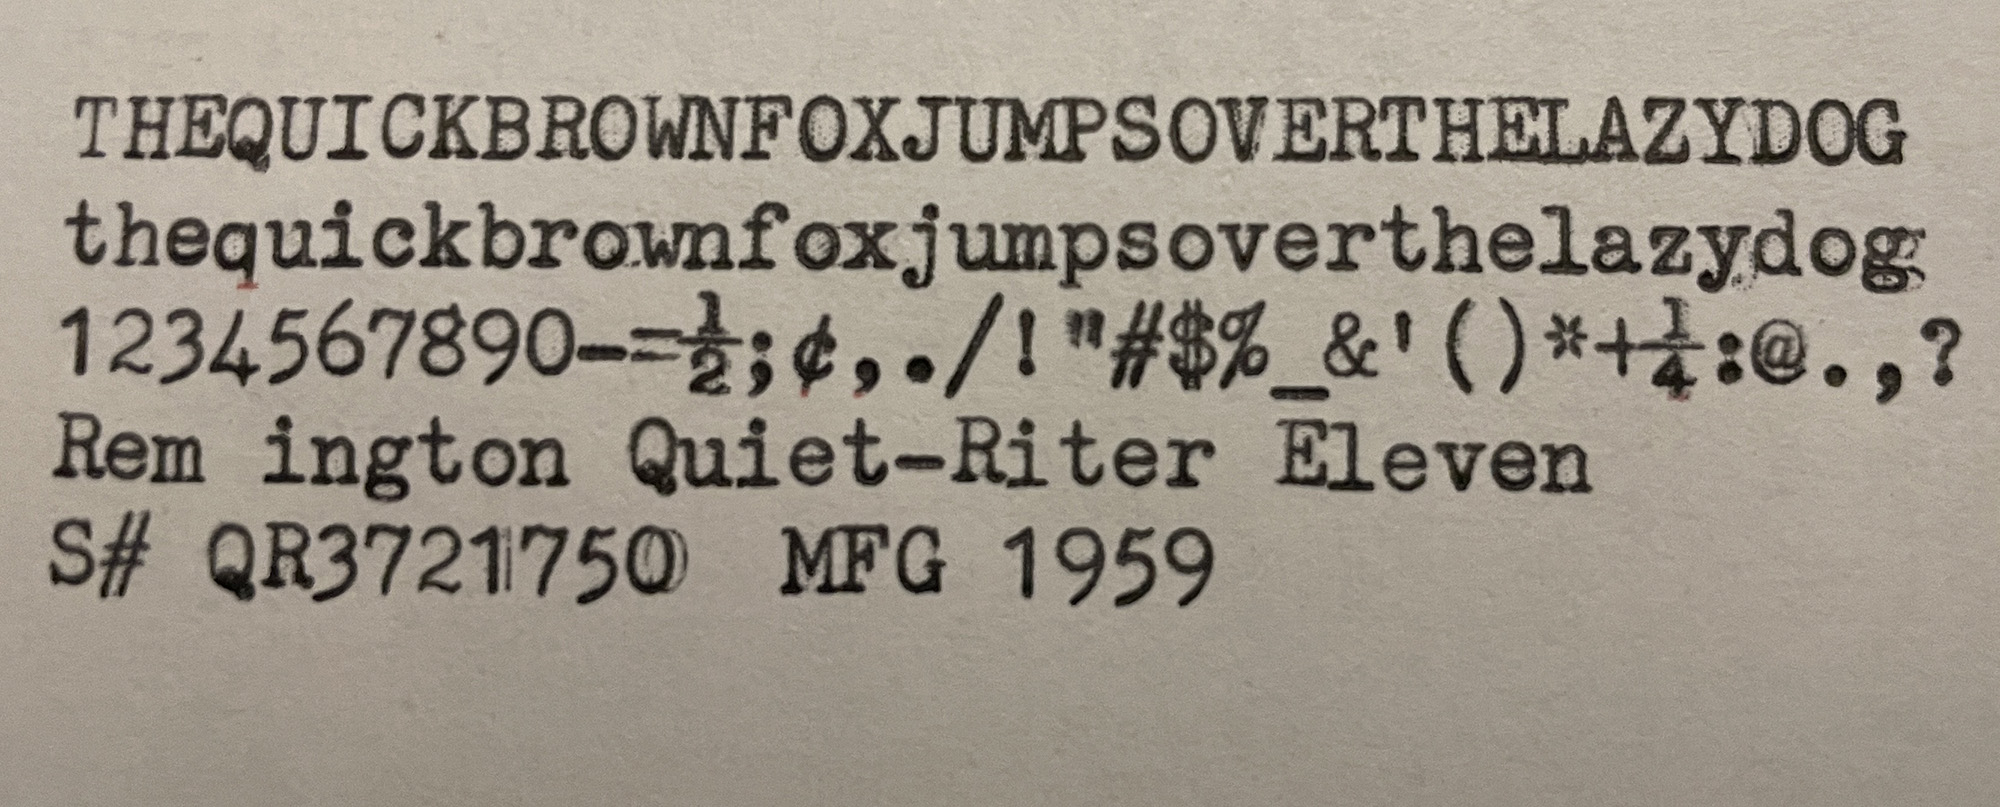 THEQUICKBROWNFOXJUMPSOVERTHELAZYDOG
thequickbrownfoxjumpsoverthelazydog
1234567890-=½;¢,./!"#$%_&'()*+¼:@.,?
Rem ington Quiet-Riter Eleven
S# QR3721750  MFG 1959